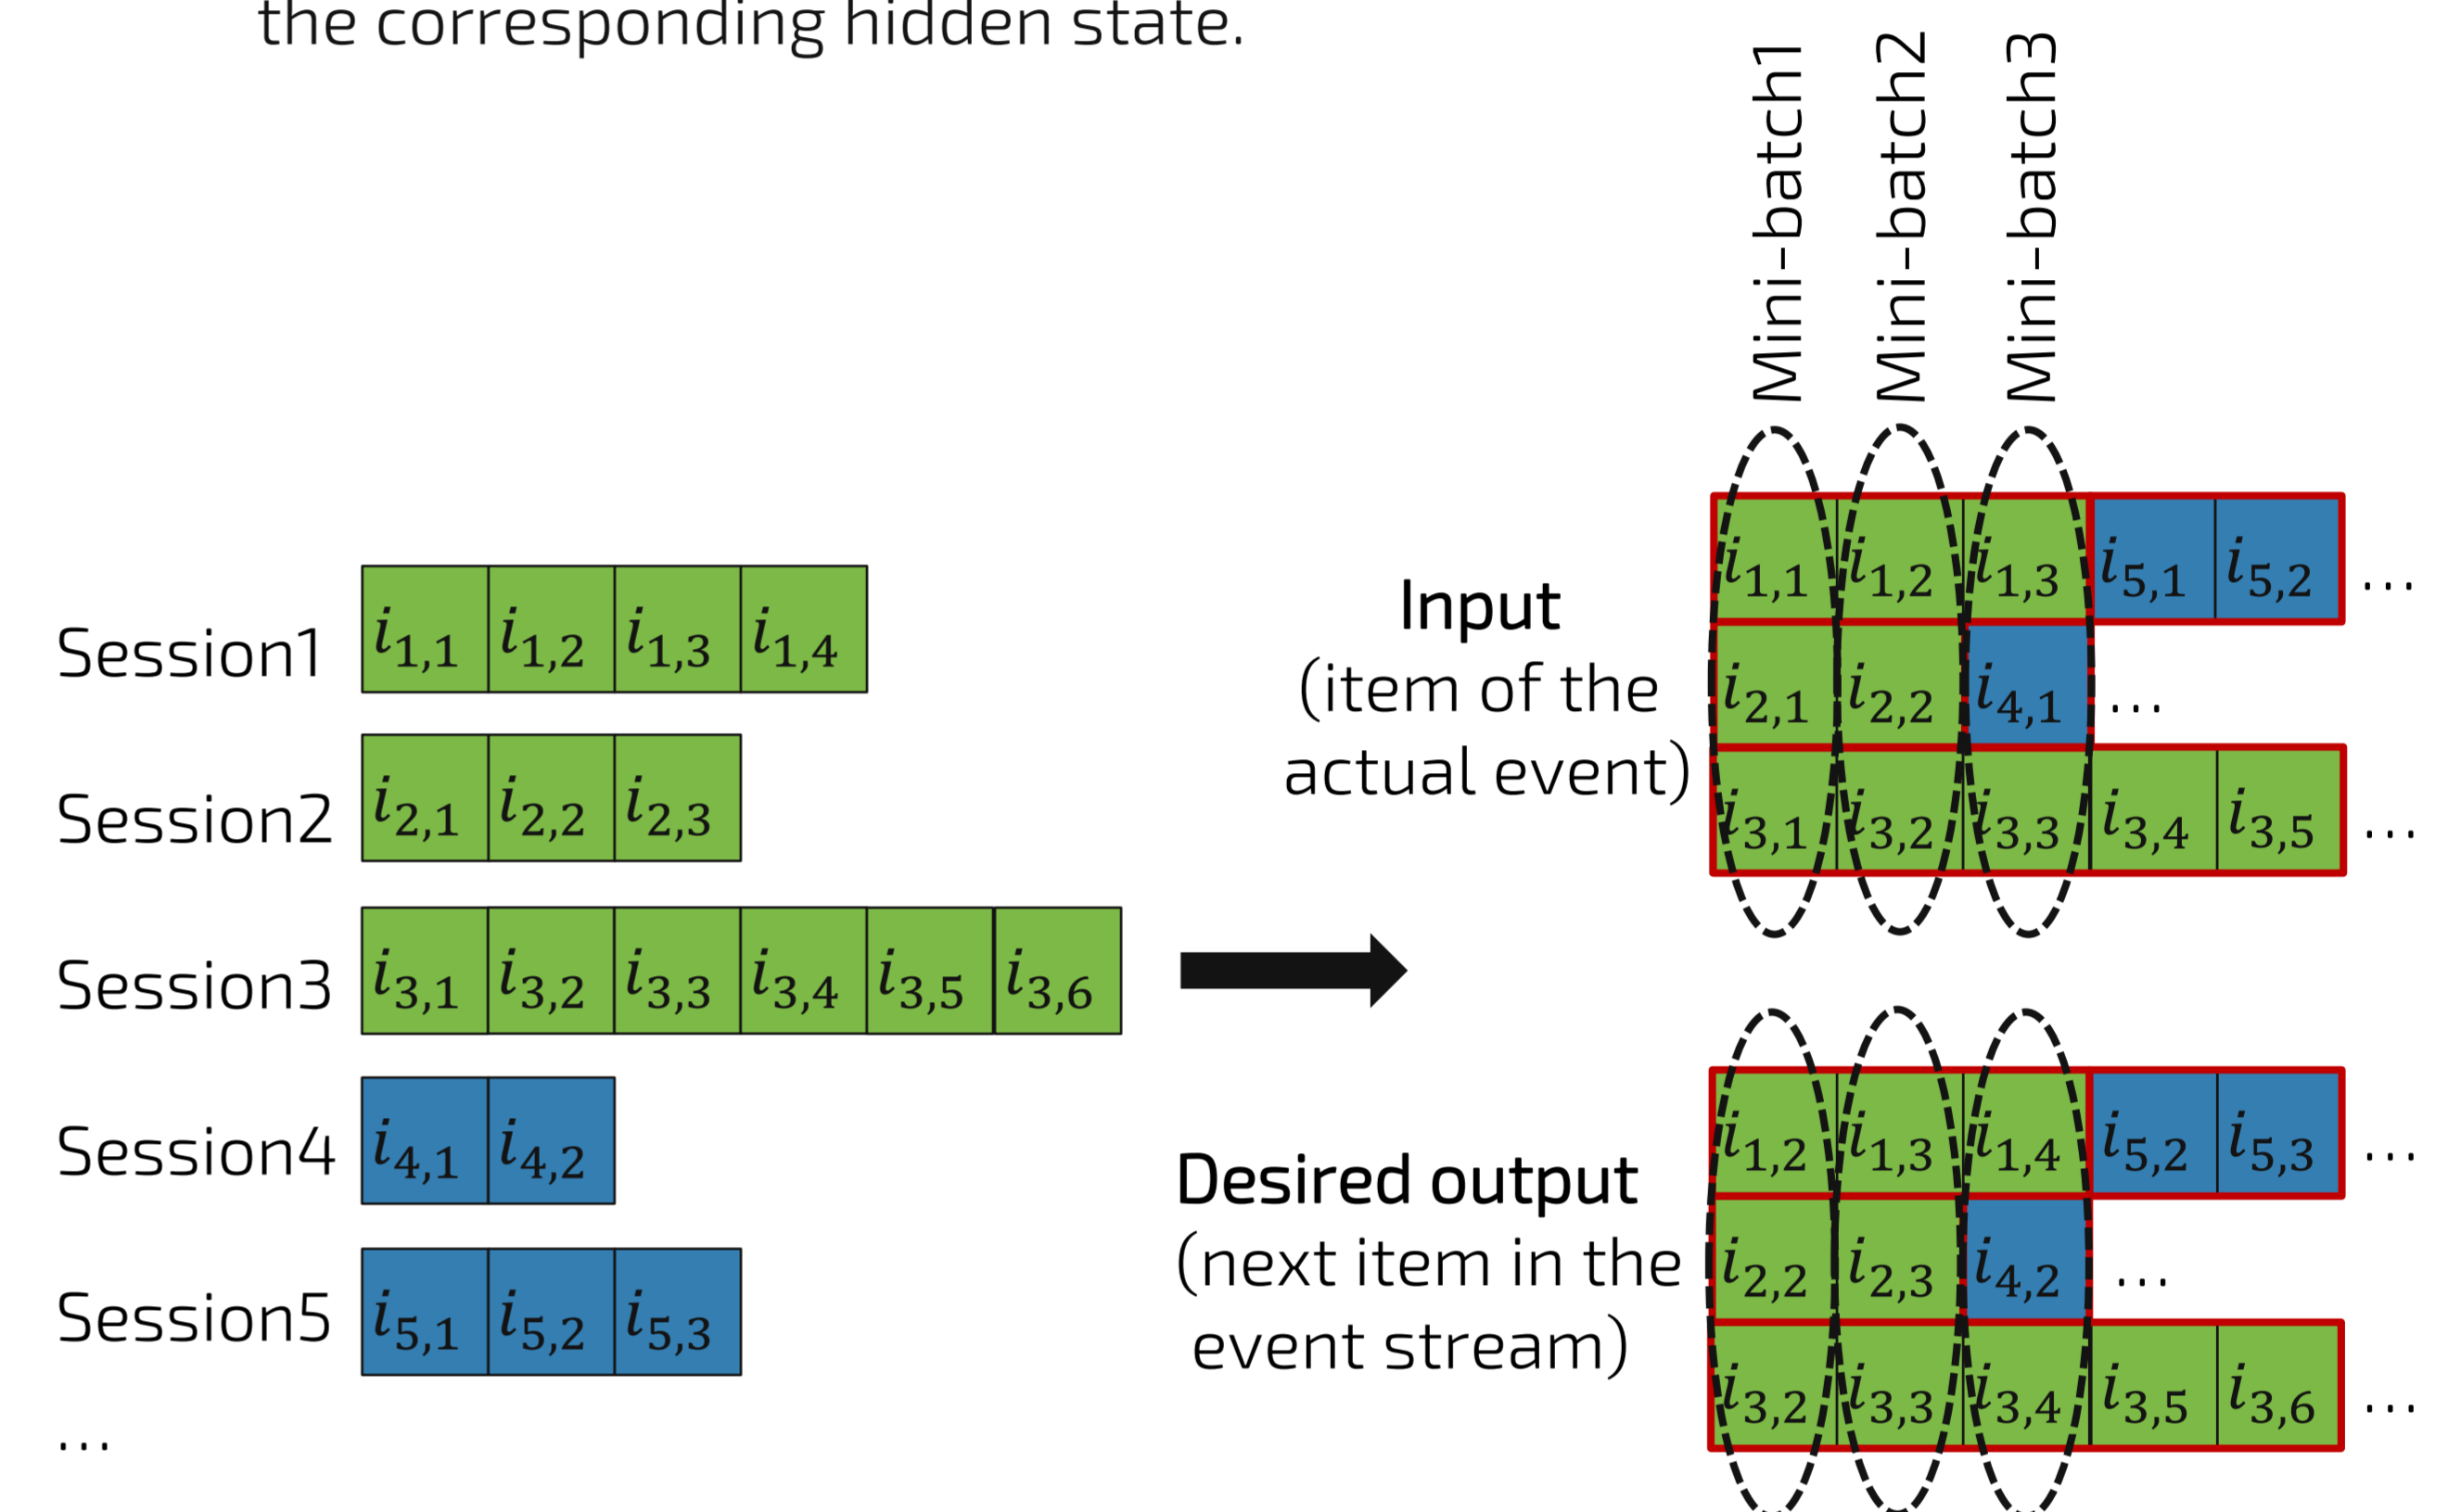 the corresponding hidden state.
Mini-batch1
Mini-batch2
Mini-batch3
Session1 i1,1 i1,2 i1,3 i1,4
Session2 i2,1 i2,2 i2,3
Session3 i3,1 i3,2 i3,3 i3,4 i3,5 i3,6
Session4 i4,1 i4,2
Session5 i5,1 i5,2 i5,3
...
Input
(item of the
actual event)
i1,1 i1,2 i1,3 i5,1 i5,2 ...
i2,1 i2,2 i4,1 ...
i3,1 i3,2 i3,3 i3,4 i3,5 ...
Desired output
(next item in the
event stream)
i1,2 i1,3 i1,4 i5,2 i5,3 ...
i2,2 i2,3 i4,2 ...
i3,2 i3,3 i3,4 i3,5 i3,6 ...